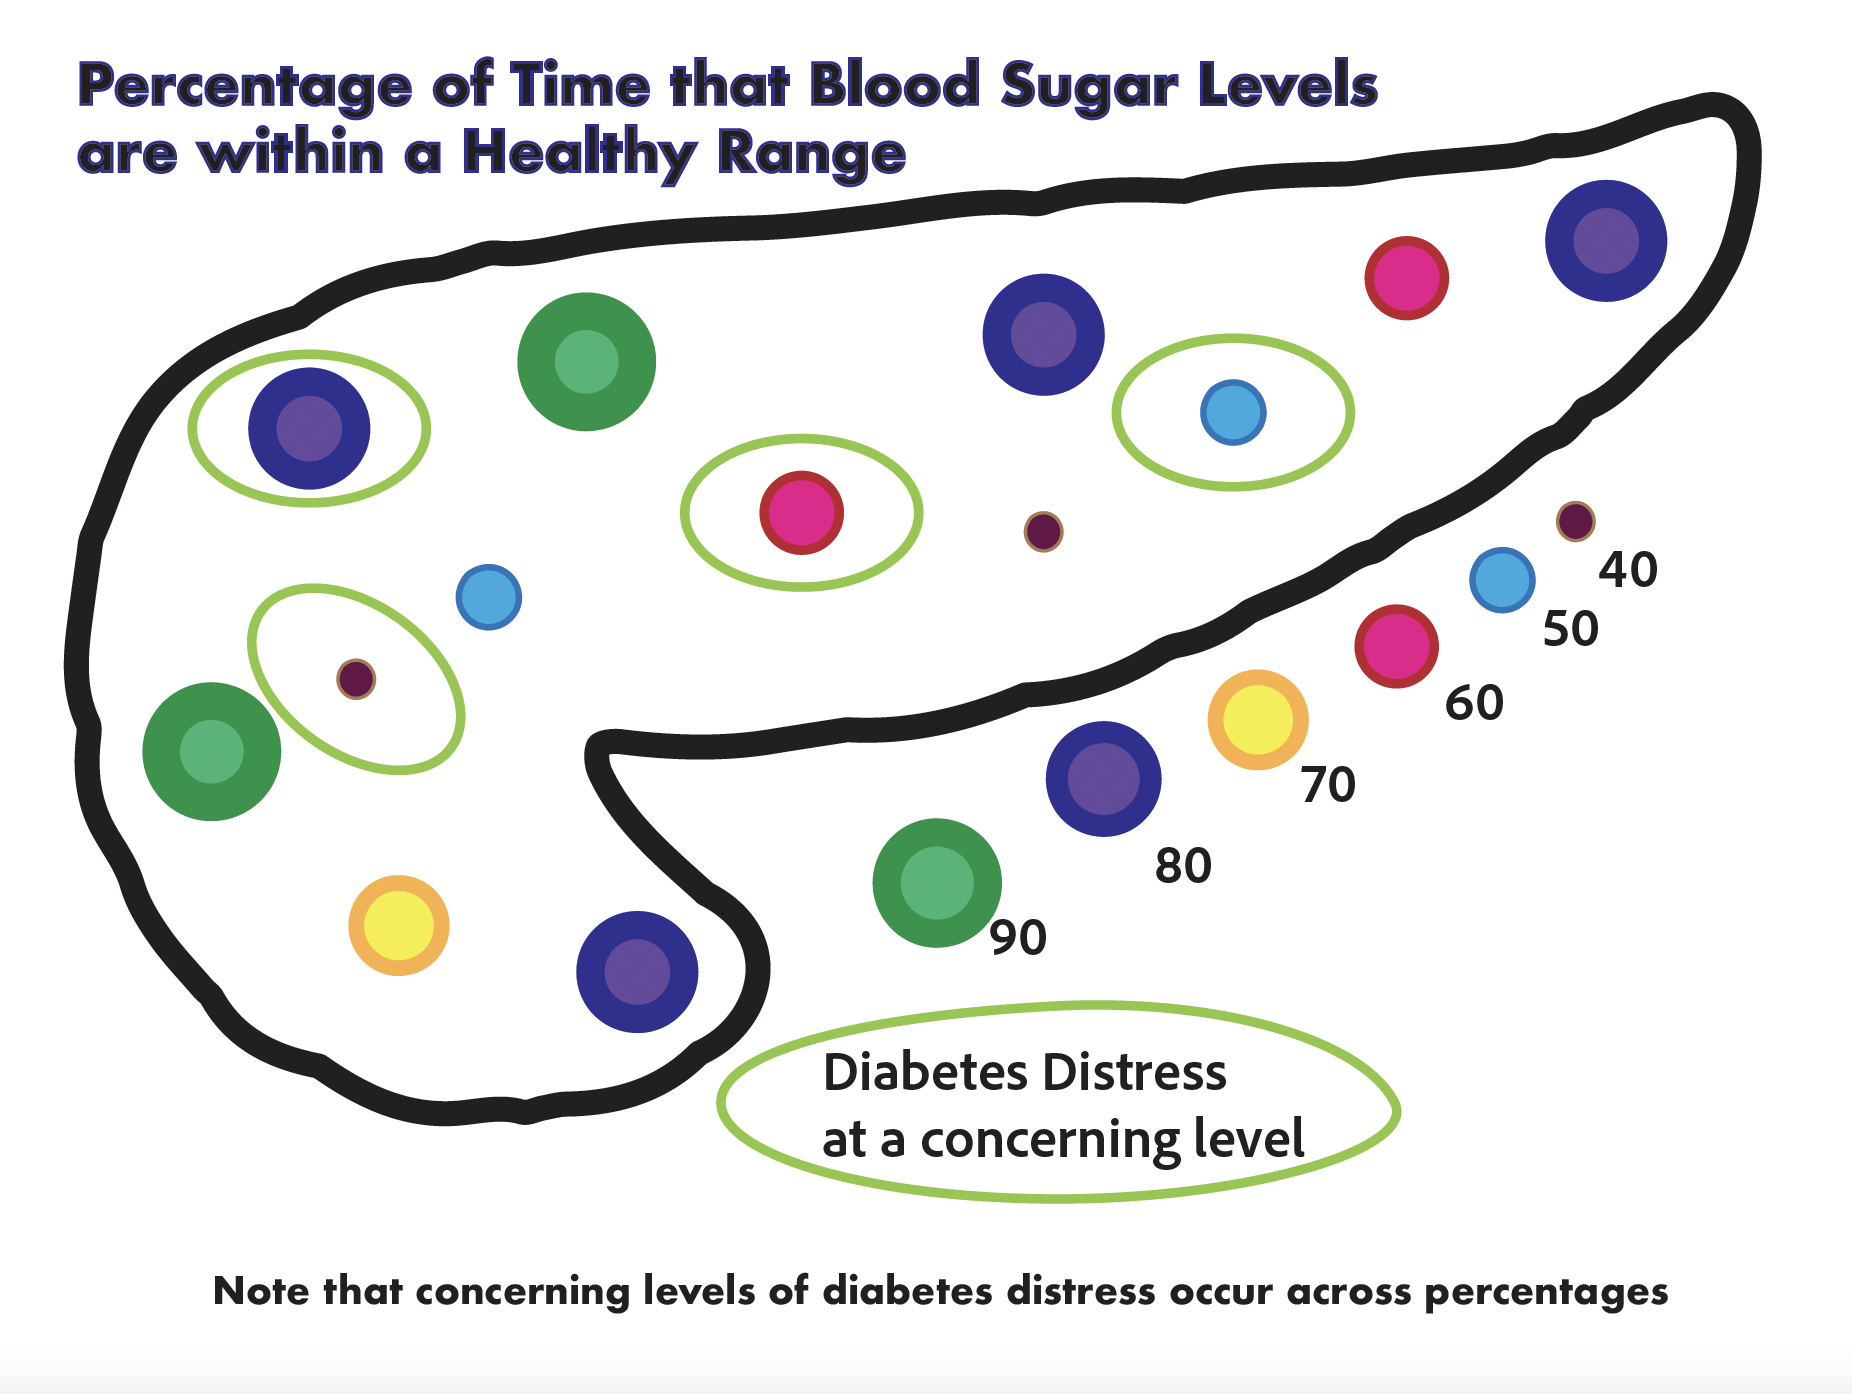 Percentage of Time that Blood Sugar Levels
are within a Healthy Range
40
50
60
70
80
90
Diabetes Distress
at a concerning level
Note that concerning levels of diabetes distress occur across percentages